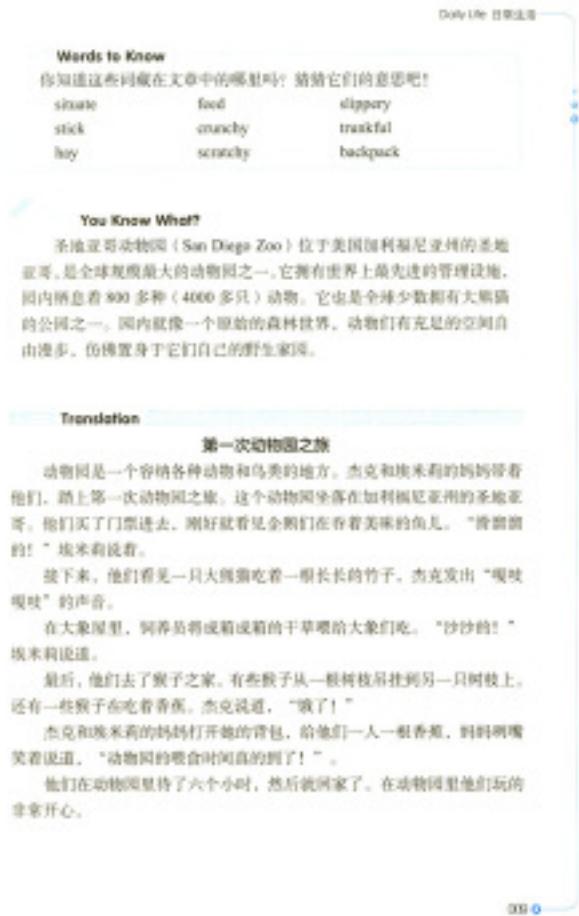 Daily Life 日常生活
Words to Know
你知道这些词藏在文章中的哪里吗？猜猜它们的意思吧！
situate feed slippery
stick crunchy trunkful
hay scratchy backpack
You Know What?
圣地亚哥动物园（San Diego Zoo）位于美国加利福尼亚州的圣地
亚哥，是全球规模最大的动物园之一。它拥有世界上最先进的管理设施，
园内栖息着 800 多种（4000 多只）动物。它也是全球少数拥有大熊猫
的公园之一。园内就像一个原始的森林世界，动物们有充足的空间自
由漫步，仿佛置身于它们自己的野生家园。
Translation
第一次动物园之旅
动物园是一个容纳各种动物和鸟类的地方。杰克和埃米莉的妈妈带着
他们，踏上第一次动物园之旅。这个动物园坐落在加利福尼亚州的圣地亚
哥。他们买了门票进去，刚好就看见企鹅们在吞着美味的鱼儿。“滑溜溜
的！”埃米莉说着。
接下来，他们看见一只大熊猫吃着一根长长的竹子。杰克发出“嘎吱
嘎吱”的声音。
在大象屋里，饲养员将成箱成箱的干草喂给大象们吃。“沙沙的！”
埃米莉说道。
最后，他们去了猴子之家。有些猴子从一根树枝吊挂到另一只树枝上。
还有一些猴子在吃着香蕉。杰克说道，“饿了！”
杰克和埃米莉的妈妈打开她的背包，给他们一人一根香蕉，妈妈咧嘴
笑着说道，“动物园的喂食时间真的到了！”。
他们在动物园里待了六个小时，然后就回家了。在动物园里他们玩的
非常开心。